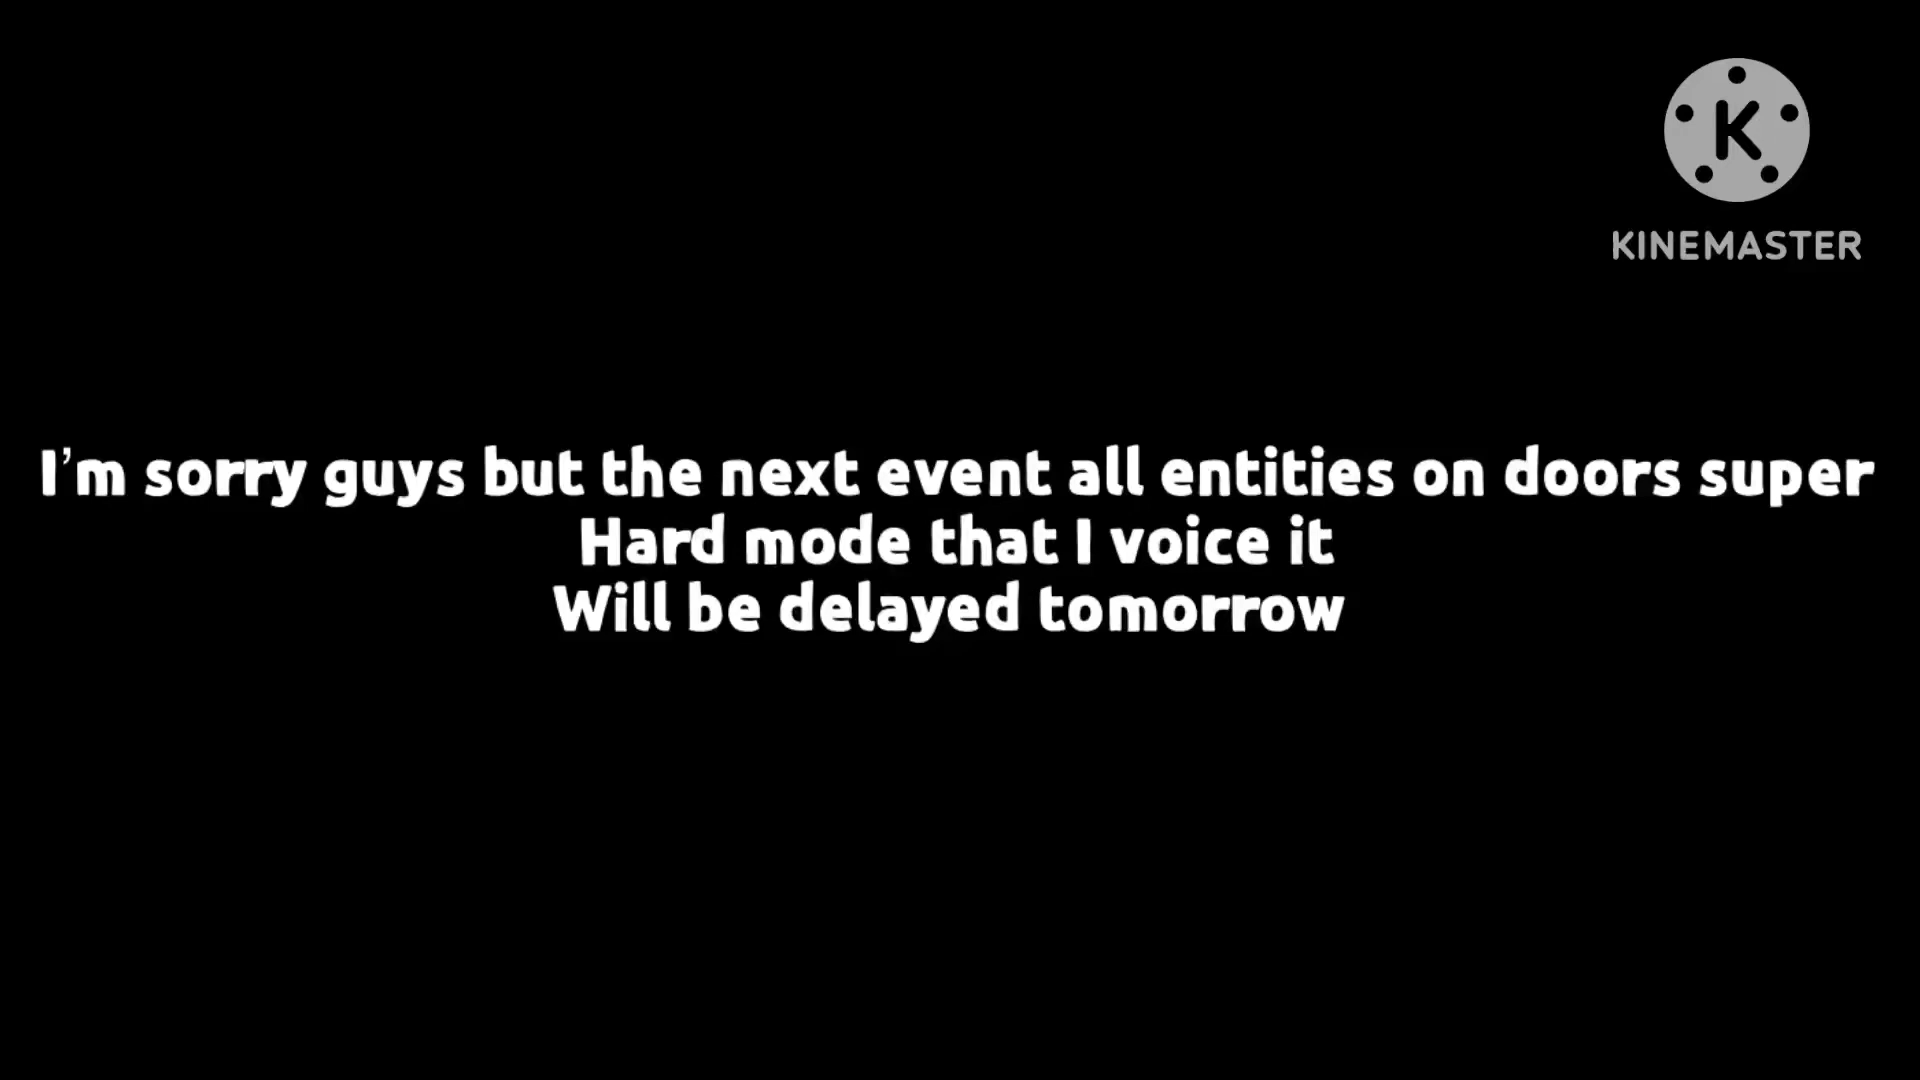 K
KINEMASTER
I'm sorry guys but the next event all entities on doors super
Hard mode that I voice it
Will be delayed tomorrow